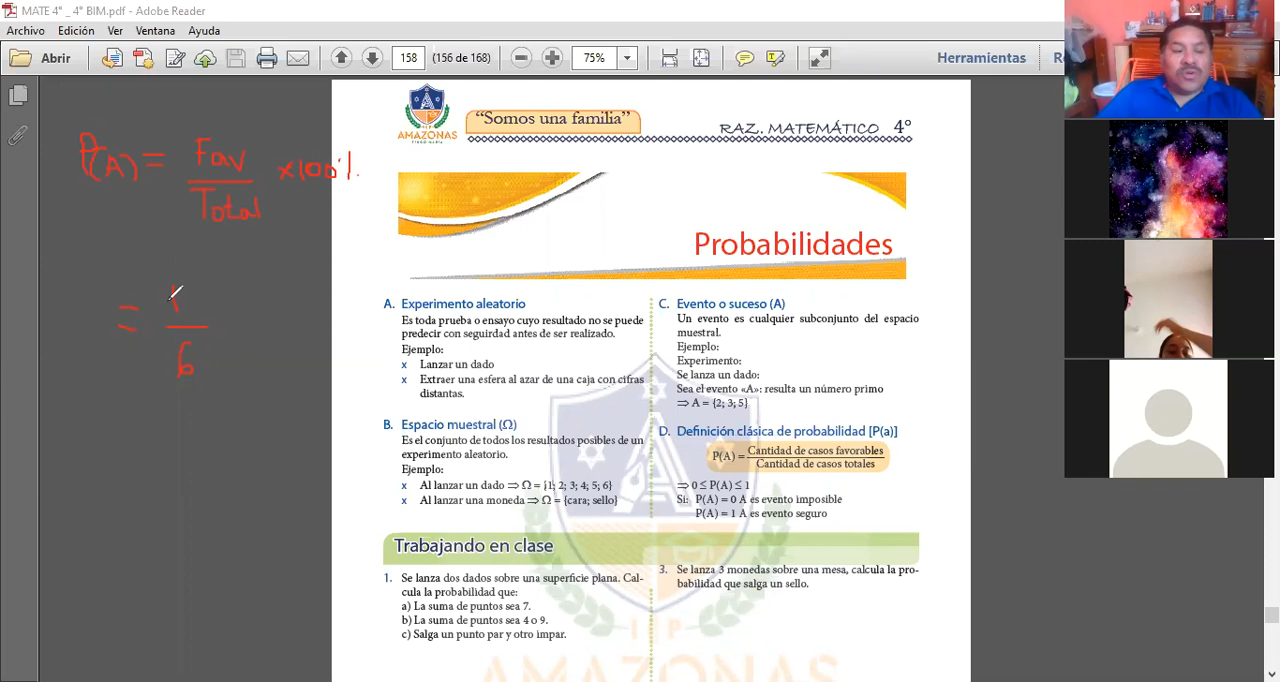 MATE 4° _ 4° BIM.pdf - Adobe Reader
Archivo Edición Ver Ventana Ayuda
Abrir
158 (156 de 168)
75%
Herramientas
P(A) = Fav / Total x100%.
= 1 / 6
AMAZONAS
TINGO MARIA
“Somos una familia”
RAZ. MATEMÁTICO 4°
Probabilidades
A. Experimento aleatorio
Es toda prueba o ensayo cuyo resultado no se puede
predecir con seguirdad antes de ser realizado.
Ejemplo:
x Lanzar un dado
x Extraer una esfera al azar de una caja con cifras
distantas.
B. Espacio muestral (Ω)
Es el conjunto de todos los resultados posibles de un
experimento aleatorio.
Ejemplo:
x Al lanzar un dado ⇒ Ω = {1; 2; 3; 4; 5; 6}
x Al lanzar una moneda ⇒ Ω = {cara; sello}
C. Evento o suceso (A)
Un evento es cualquier subconjunto del espacio
muestral.
Ejemplo:
Experimento:
Se lanza un dado:
Sea el evento «A»: resulta un número primo
⇒ A = {2; 3; 5}
D. Definición clásica de probabilidad [P(a)]
P(A) = Cantidad de casos favorables
Cantidad de casos totales
⇒ 0 ≤ P(A) ≤ 1
Si: P(A) = 0 A es evento imposible
P(A) = 1 A es evento seguro
Trabajando en clase
1. Se lanza dos dados sobre una superficie plana. Cal-
cula la probabilidad que:
a) La suma de puntos sea 7.
b) La suma de puntos sea 4 o 9.
c) Salga un punto par y otro impar.
3. Se lanza 3 monedas sobre una mesa, calcula la pro-
babilidad que salga un sello.
I P
AMAZONAS